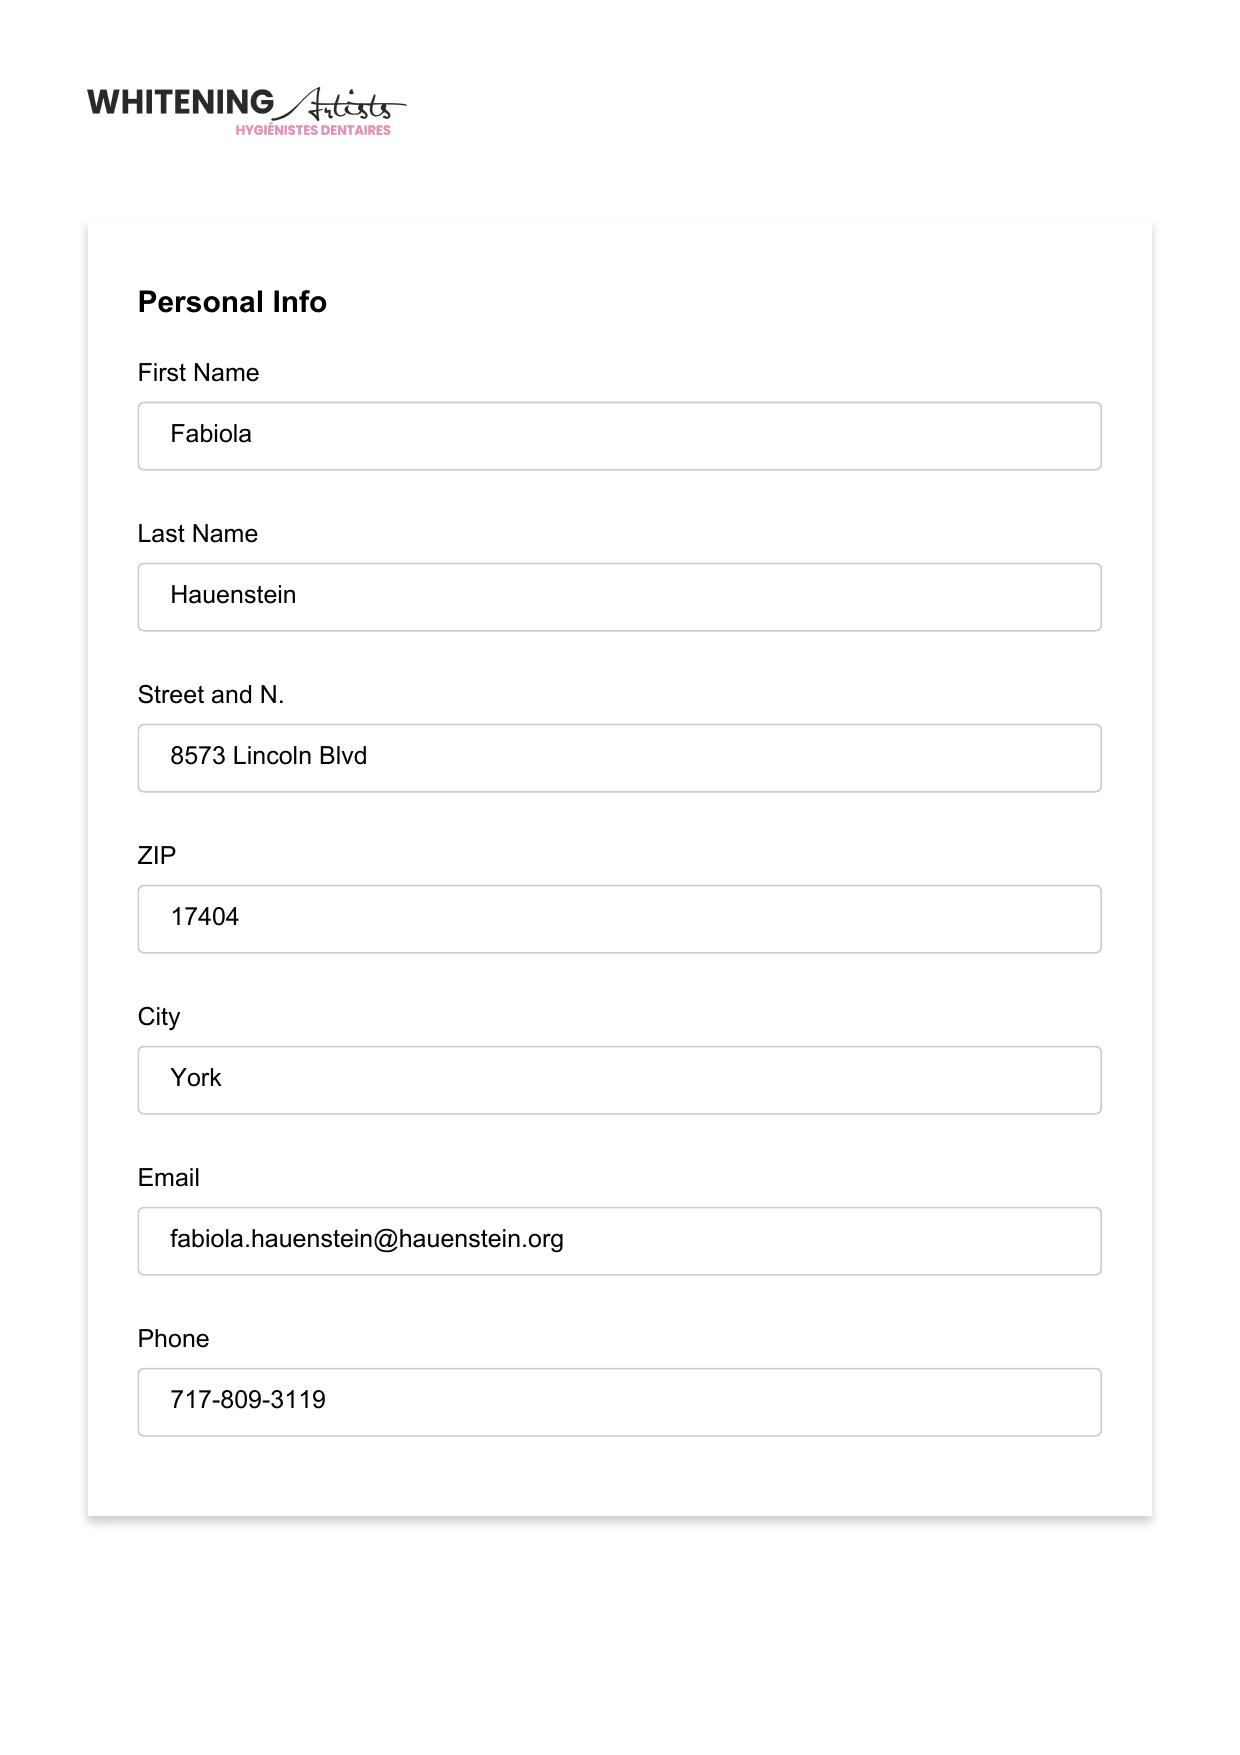 WHITENING Artists
HYGIÉNISTES DENTAIRES
Personal Info
First Name
Fabiola
Last Name
Hauenstein
Street and N.
8573 Lincoln Blvd
ZIP
17404
City
York
Email
fabiola.hauenstein@hauenstein.org
Phone
717-809-3119